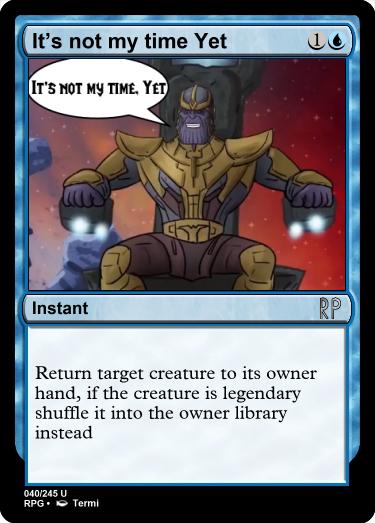 It's not my time Yet 1
It's not my time, Yet
Instant RP
Return target creature to its owner
hand, if the creature is legendary
shuffle it into the owner library
instead
040/245 U
RPG • Termi